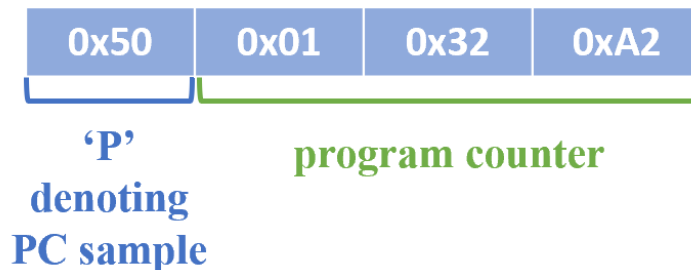 0x50 0x01 0x32 0xA2
‘P’ program counter
denoting
PC sample